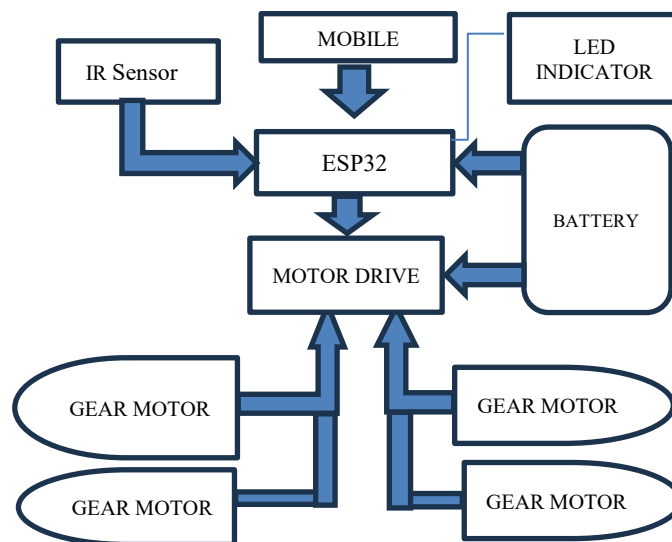 MOBILE
LED
INDICATOR
IR Sensor
ESP32
BATTERY
MOTOR DRIVE
GEAR MOTOR
GEAR MOTOR
GEAR MOTOR
GEAR MOTOR